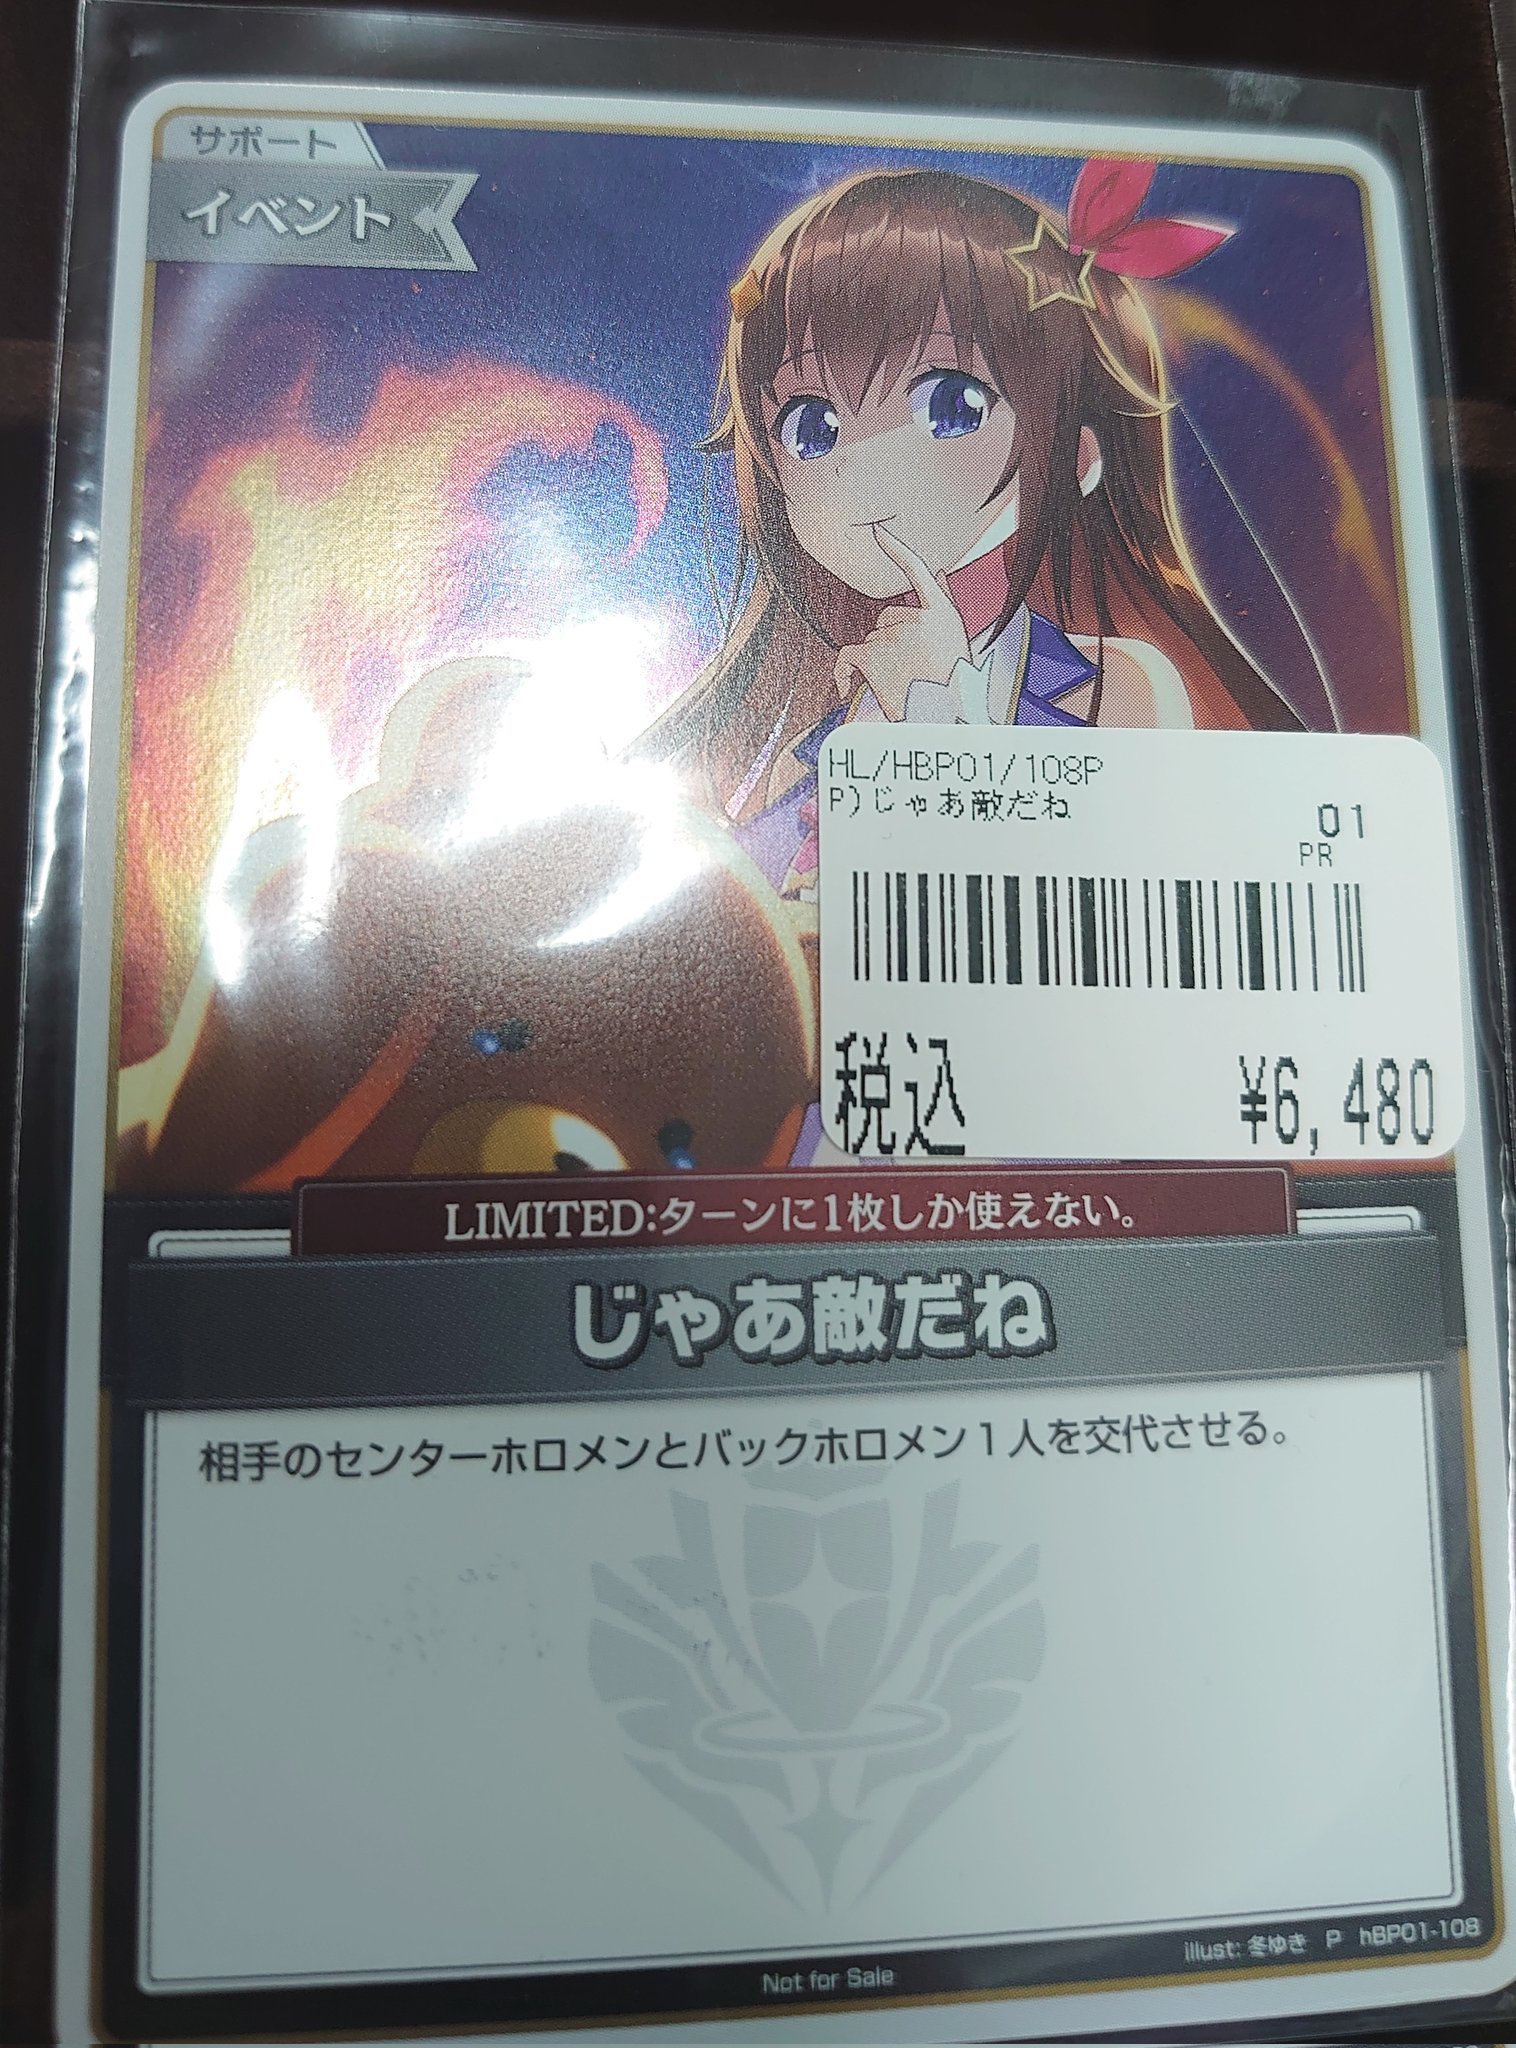 サポート
イベント
HL/HBP01/108P
P)じゃあ敵だね
01
PR
税込 ¥6,480
LIMITED:ターンに1枚しか使えない。
じゃあ敵だね
相手のセンターホロメンとバックホロメン1人を交代させる。
illust: 冬ゆき P hBP01-108
Not for Sale